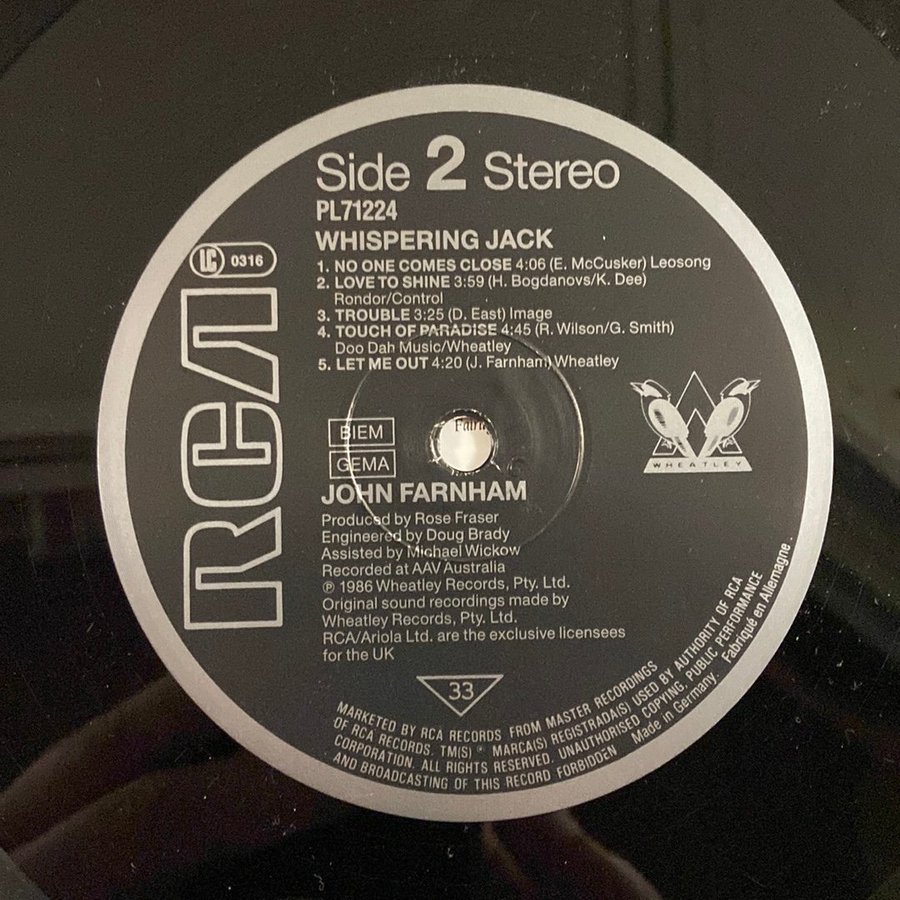 Side 2 Stereo
PL71224
WHISPERING JACK
LC 0316
1. NO ONE COMES CLOSE 4:06 (E. McCusker) Leosong
2. LOVE TO SHINE 3:59 (H. Bogdanovs/K. Dee)
Rondor/Control
3. TROUBLE 3:25 (D. East) Image
4. TOUCH OF PARADISE 4:45 (R. Wilson/G. Smith)
Doo Dah Music/Wheatley
5. LET ME OUT 4:20 (J. Farnham) Wheatley
RCA
WHEATLEY
BIEM
GEMA
JOHN FARNHAM
Produced by Rose Fraser
Engineered by Doug Brady
Assisted by Michael Wickow
Recorded at AAV Australia
℗ 1986 Wheatley Records, Pty. Ltd.
Original sound recordings made by
Wheatley Records, Pty. Ltd.
RCA/Ariola Ltd. are the exclusive licensees
for the UK
33
MARKETED BY RCA RECORDS FROM MASTER RECORDINGS
OF RCA RECORDS. TM(S) ® MARCA(S) REGISTRADA(S) USED BY AUTHORITY OF RCA
CORPORATION. ALL RIGHTS RESERVED. UNAUTHORISED COPYING, PUBLIC PERFORMANCE
AND BROADCASTING OF THIS RECORD FORBIDDEN Made in Germany. Fabriqué en Allemagne.